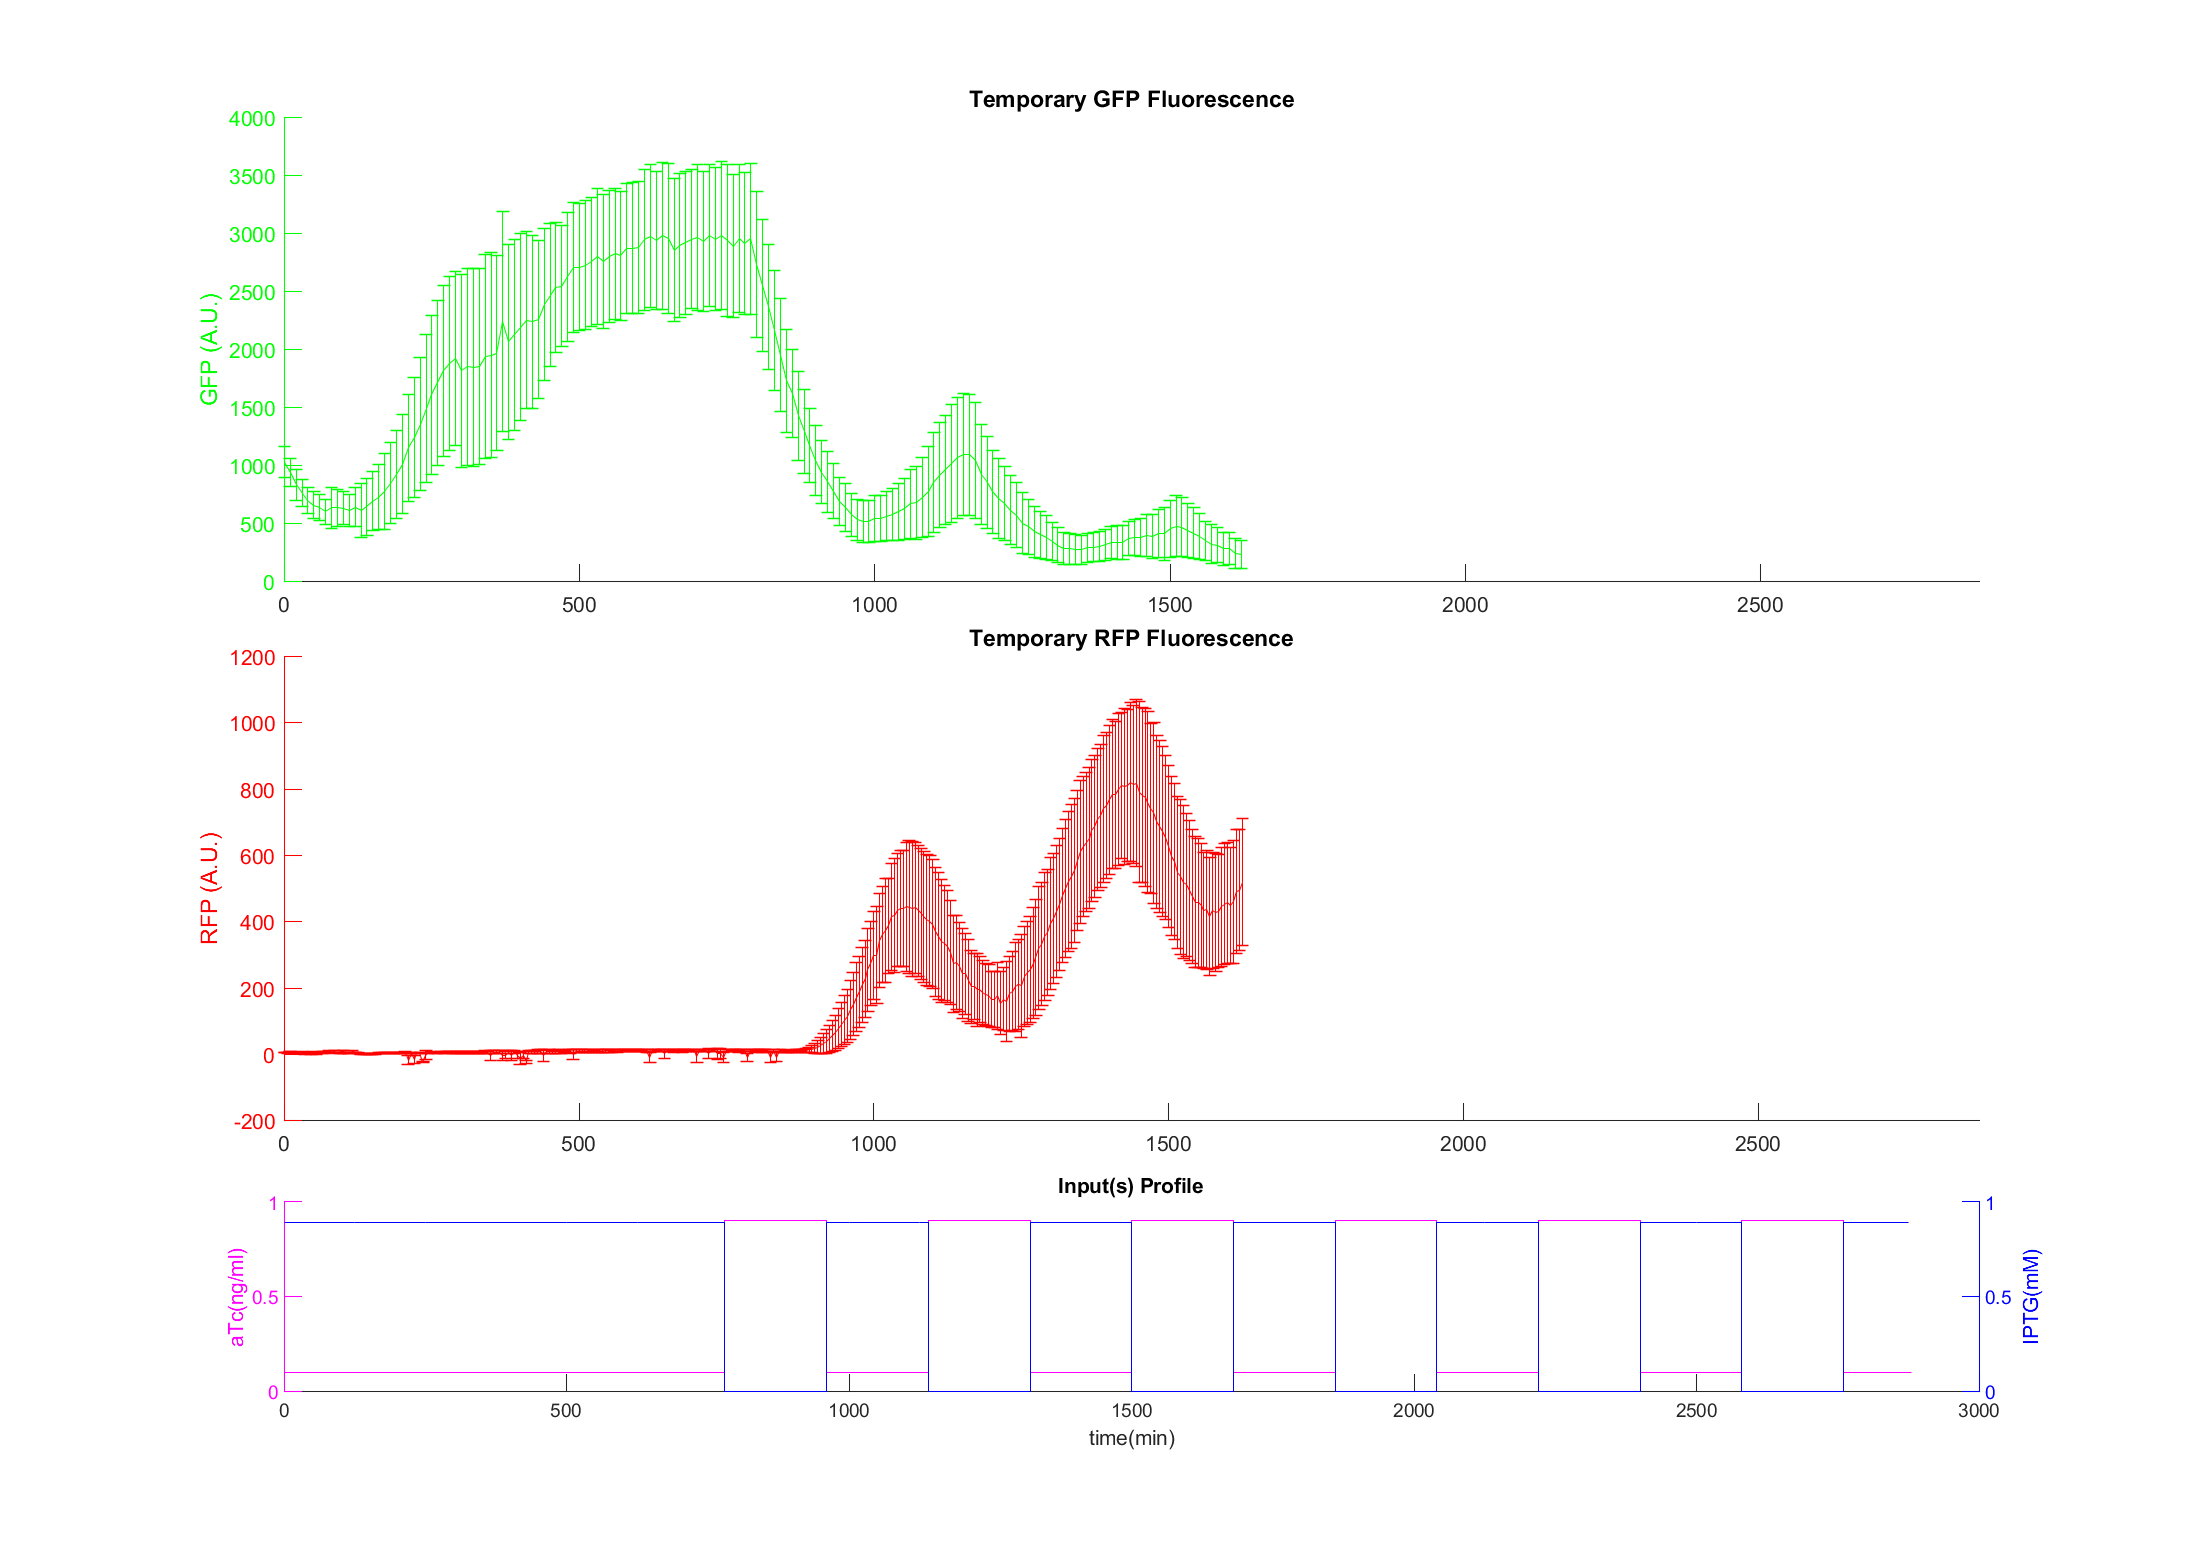 Temporary GFP Fluorescence
4000
3500
3000
2500
2000
1500
1000
500
0
GFP (A.U.)
0 500 1000 1500 2000 2500
Temporary RFP Fluorescence
1200
1000
800
600
400
200
0
-200
RFP (A.U.)
0 500 1000 1500 2000 2500
Input(s) Profile
1
0.5
0
aTc(ng/ml)
1
0.5
0
IPTG(mM)
0 500 1000 1500 2000 2500 3000
time(min)